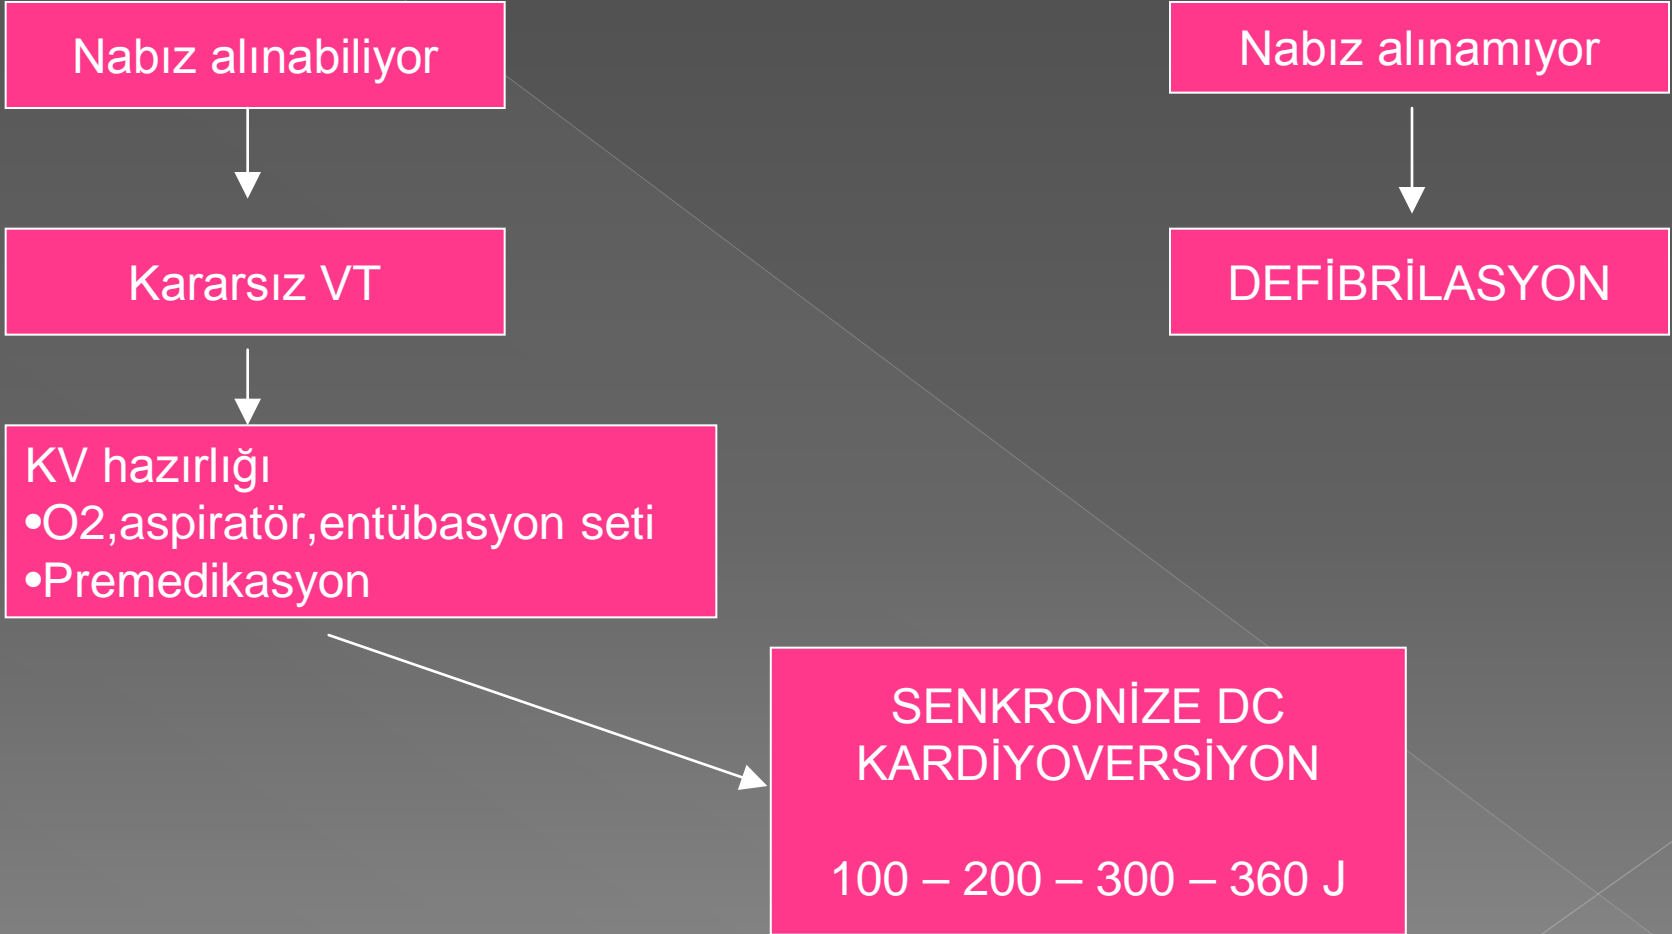 Nabız alınabiliyor
Nabız alınamıyor
Kararsız VT
DEFİBRİLASYON
KV hazırlığı
•O2,aspiratör,entübasyon seti
•Premedikasyon
SENKRONİZE DC
KARDİYOVERSİYON
100 – 200 – 300 – 360 J